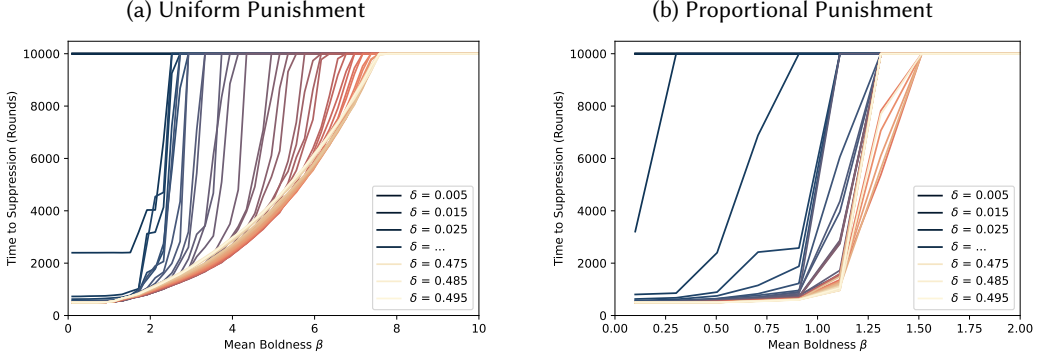 (a) Uniform Punishment
10000
8000
6000
4000
2000
0
Time to Suppression (Rounds)
0
2
4
6
8
10
Mean Boldness β
δ = 0.005
δ = 0.015
δ = 0.025
δ = ...
δ = 0.475
δ = 0.485
δ = 0.495
(b) Proportional Punishment
10000
8000
6000
4000
2000
0
Time to Suppression (Rounds)
0.00
0.25
0.50
0.75
1.00
1.25
1.50
1.75
2.00
Mean Boldness β
δ = 0.005
δ = 0.015
δ = 0.025
δ = ...
δ = 0.475
δ = 0.485
δ = 0.495